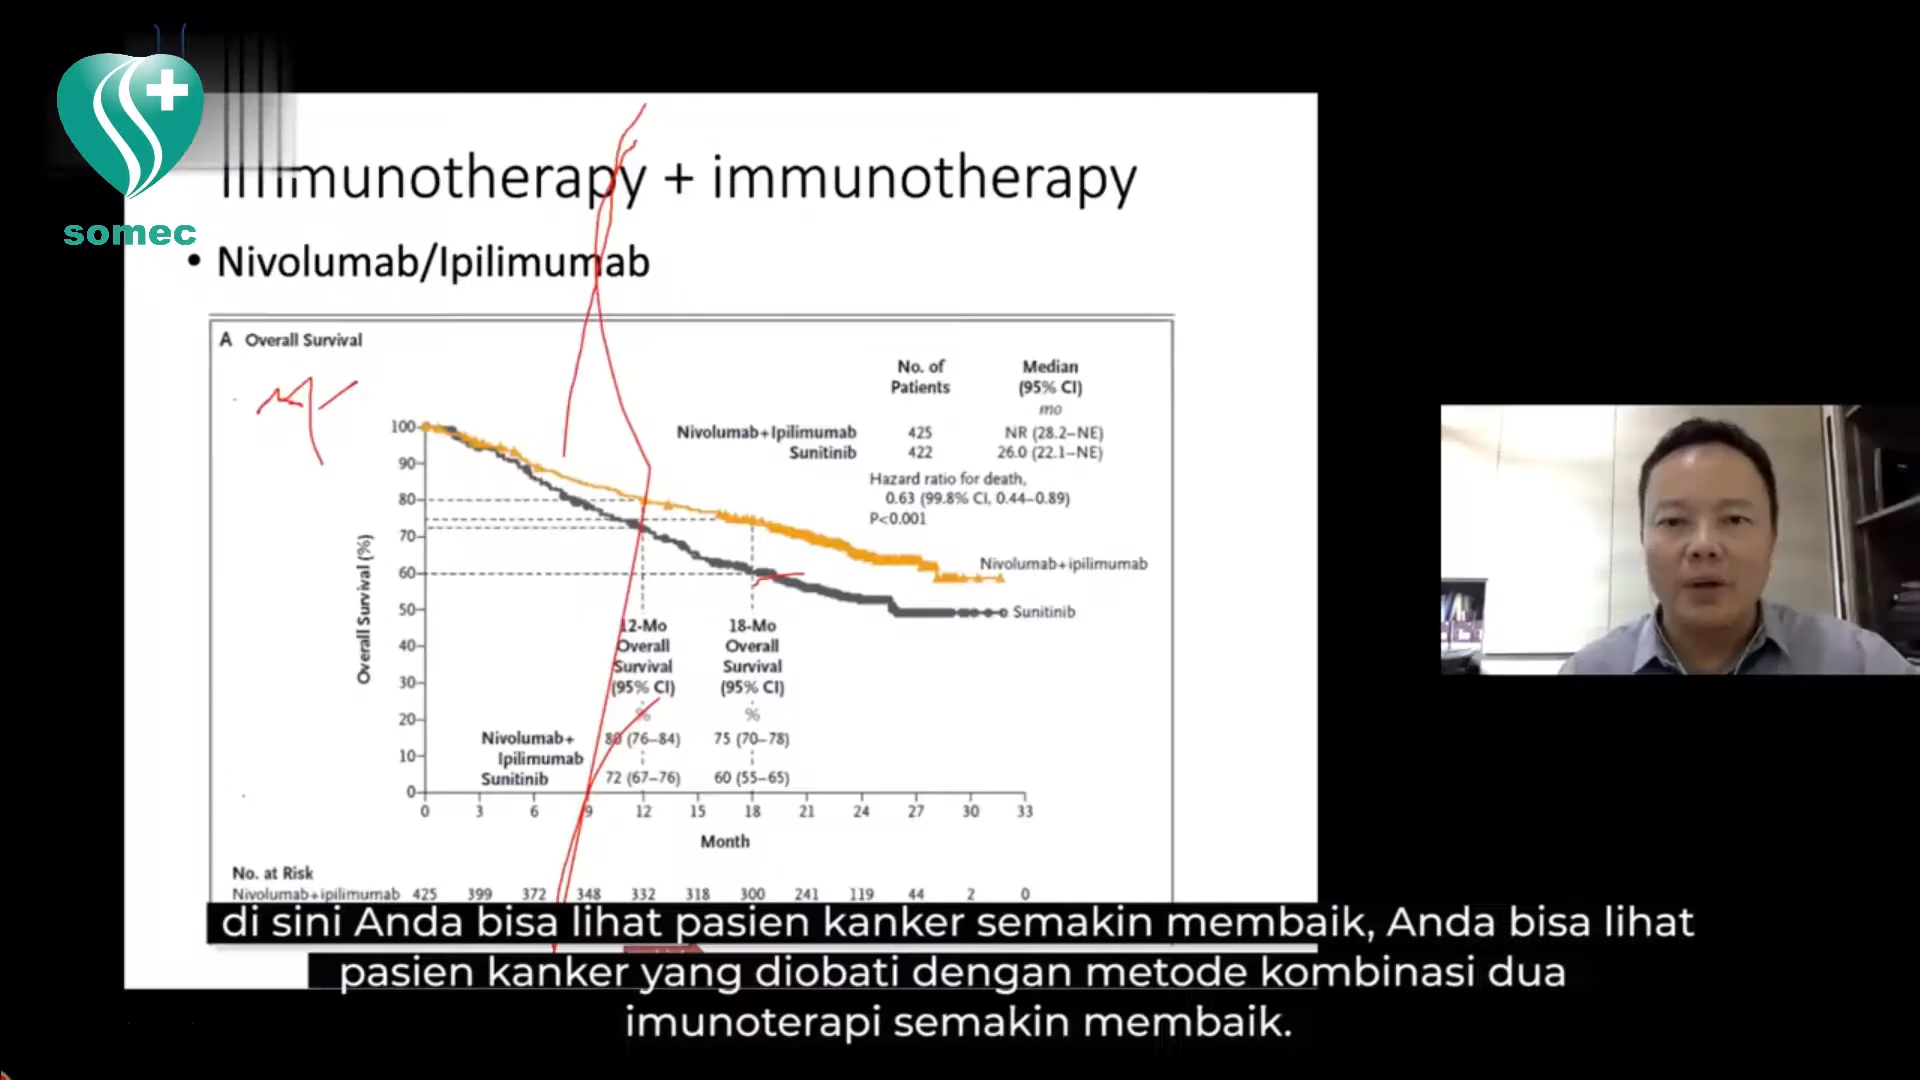 somec
Immunotherapy + immunotherapy
• Nivolumab/Ipilimumab
A Overall Survival
No. of Patients
Median (95% CI)
mo
Nivolumab+Ipilimumab 425 NR (28.2–NE)
Sunitinib 422 26.0 (22.1–NE)
Hazard ratio for death,
0.63 (99.8% CI, 0.44–0.89)
P<0.001
Overall Survival (%)
100
90
80
70
60
50
40
30
20
10
0
Nivolumab+ipilimumab
Sunitinib
12-Mo Overall Survival (95% CI)
18-Mo Overall Survival (95% CI)
% %
Nivolumab+ Ipilimumab 80 (76–84) 75 (70–78)
Sunitinib 72 (67–76) 60 (55–65)
0 3 6 9 12 15 18 21 24 27 30 33
Month
No. at Risk
Nivolumab+ipilimumab 425 399 372 348 332 318 300 241 119 44 2 0
di sini Anda bisa lihat pasien kanker semakin membaik, Anda bisa lihat
pasien kanker yang diobati dengan metode kombinasi dua
imunoterapi semakin membaik.